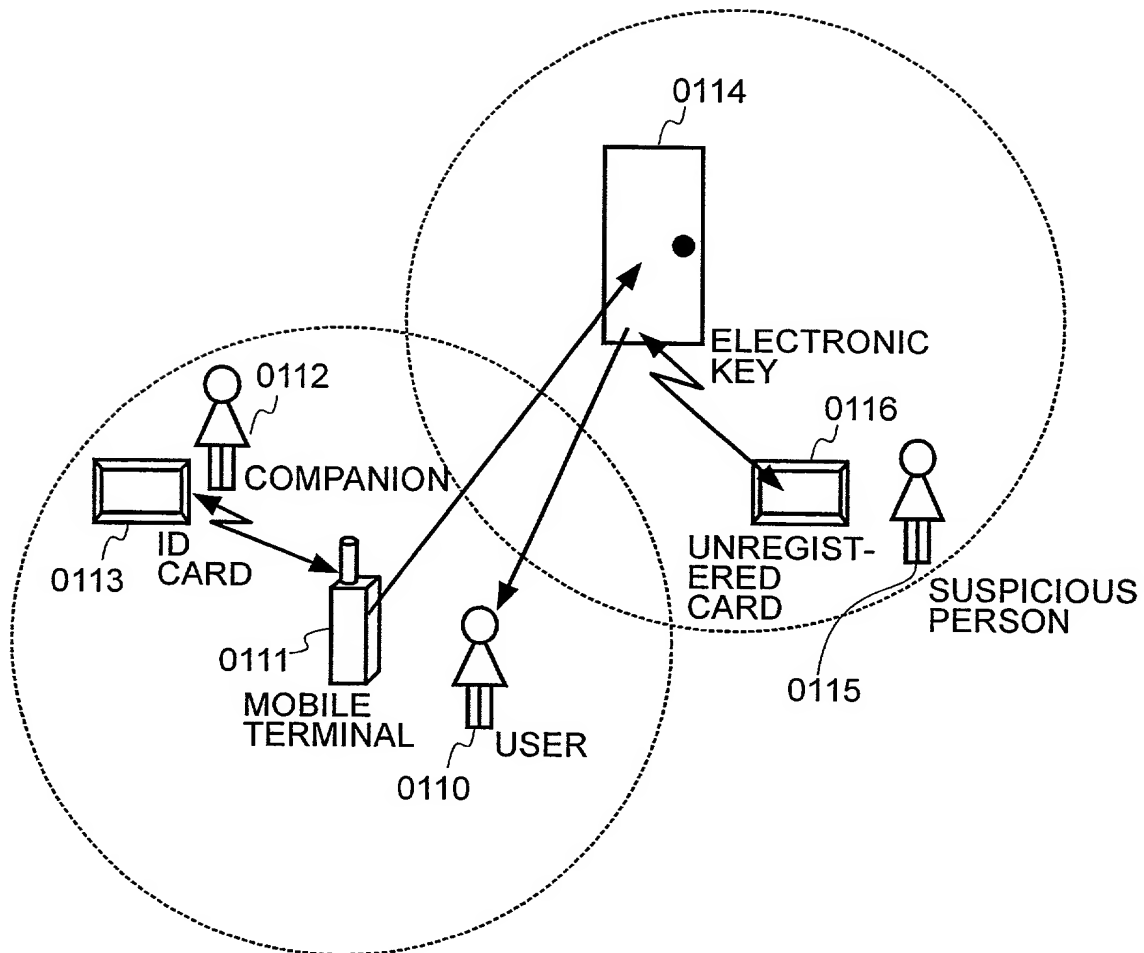 0114
ELECTRONIC
KEY
0112
COMPANION
0116
0113
ID
CARD
UNREGIST-
ERED
CARD
SUSPICIOUS
PERSON
0111
MOBILE
TERMINAL
0115
USER
0110